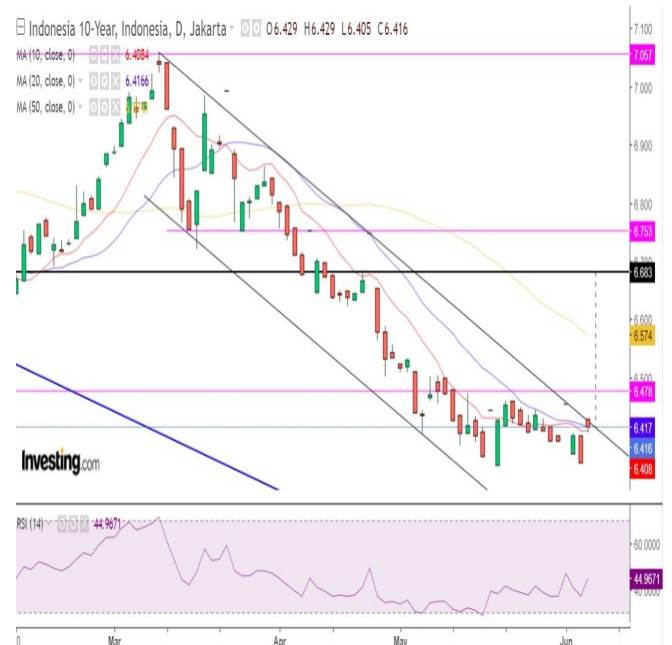 Indonesia 10-Year, Indonesia, D, Jakarta O6.429 H6.429 L6.405 C6.416
MA (10, close, 0) 6.4084
MA (20, close, 0) 6.4166
MA (50, close, 0)
7.100
7.057
7.000
6.900
6.800
6.753
6.683
6.600
6.574
6.500
6.478
6.417
6.416
6.408
Investing.com
RSI (14) 44.9671
60.0000
44.9671
40.0000
Mar Apr May Jun